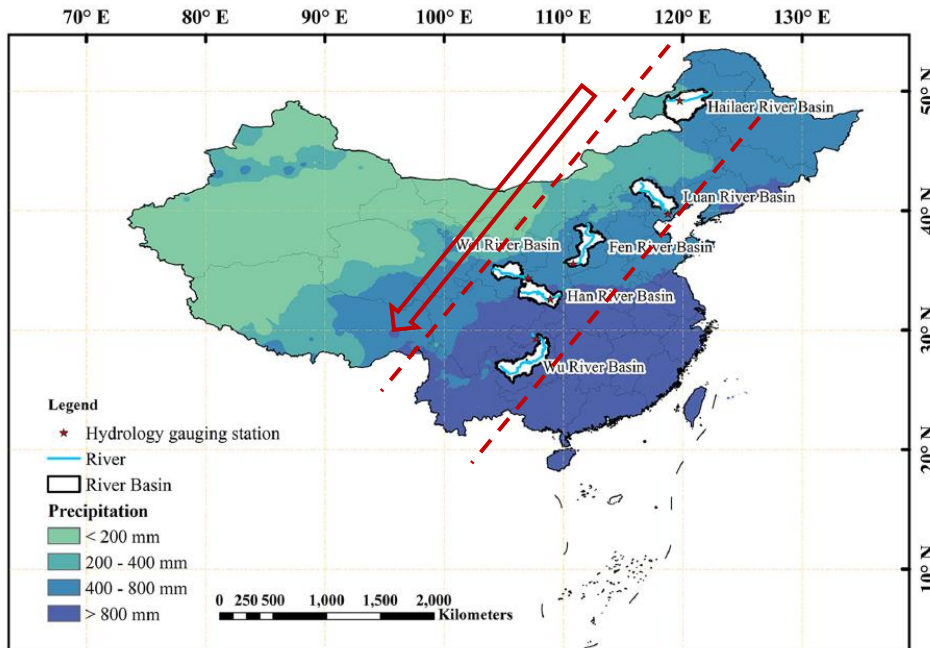 70° E 80° E 100° E 110° E 120° E 130° E
50° N
Hailaer River Basin
Luan River Basin
40° N
Wei River Basin
Fen River Basin
Han River Basin
30° N
Wu River Basin
Legend
Hydrology gauging station
River
River Basin
20° N
Precipitation
< 200 mm
200 - 400 mm
400 - 800 mm
> 800 mm
10° N
0 250 500 1,000 1,500 2,000
Kilometers